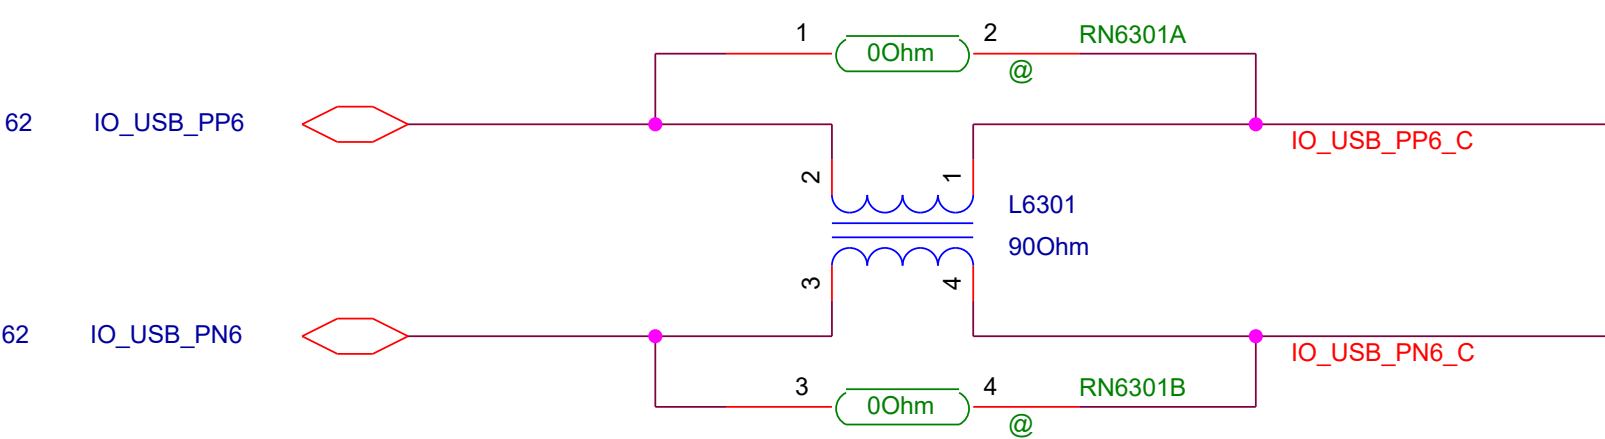 1 0Ohm 2 RN6301A
@
62 IO_USB_PP6
IO_USB_PP6_C
2 1
L6301
90Ohm
3 4
62 IO_USB_PN6
IO_USB_PN6_C
3 0Ohm 4 RN6301B
@